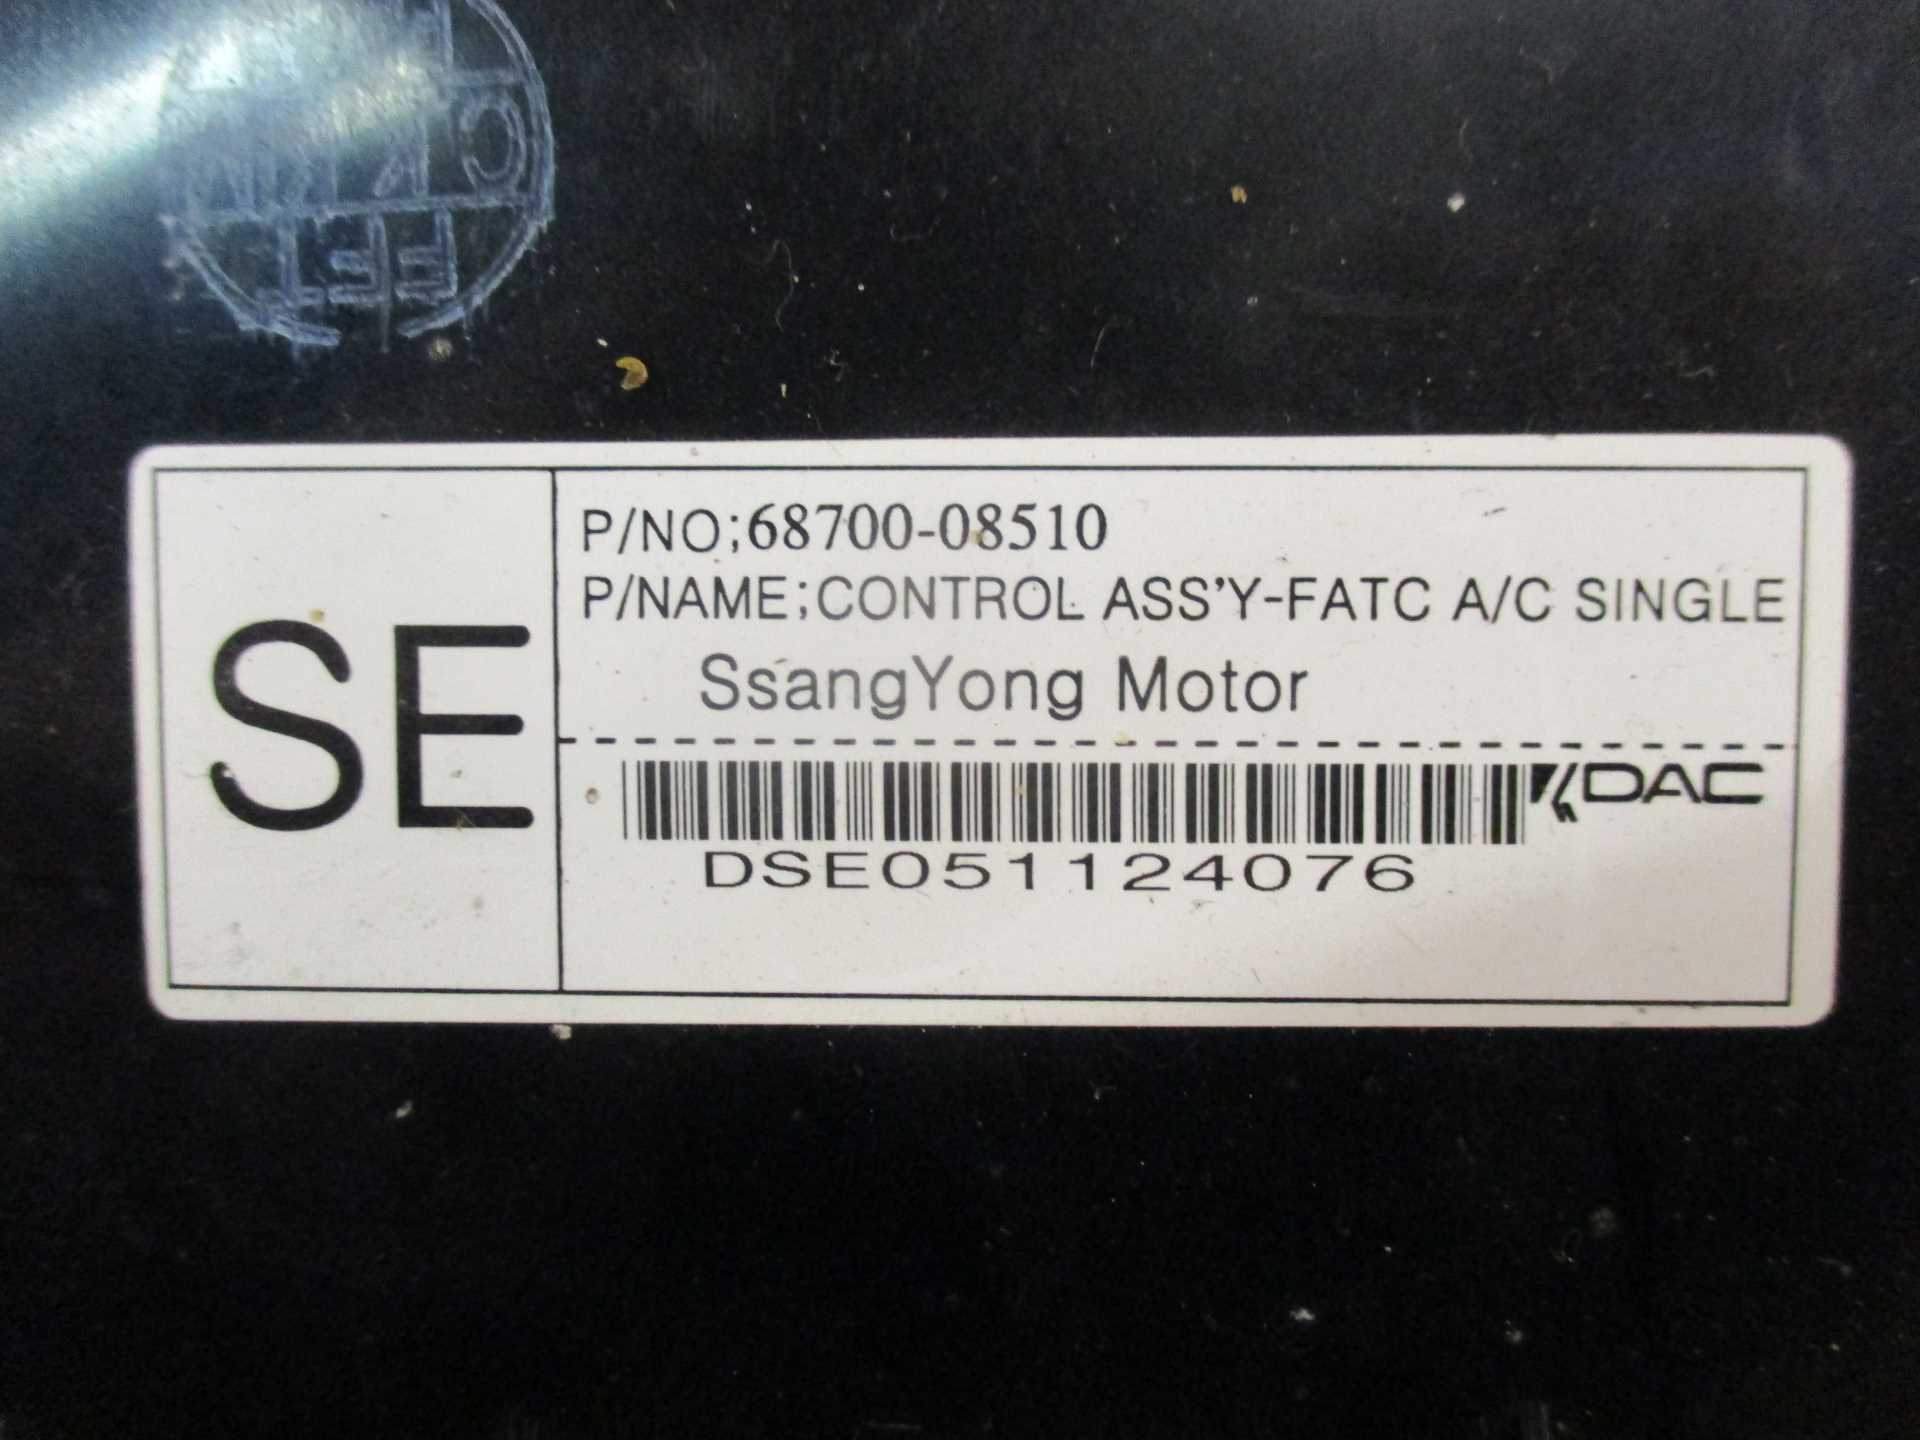 SE
P/NO;68700-08510
P/NAME;CONTROL ASS'Y-FATC A/C SINGLE
SsangYong Motor
DAC
DSE051124076